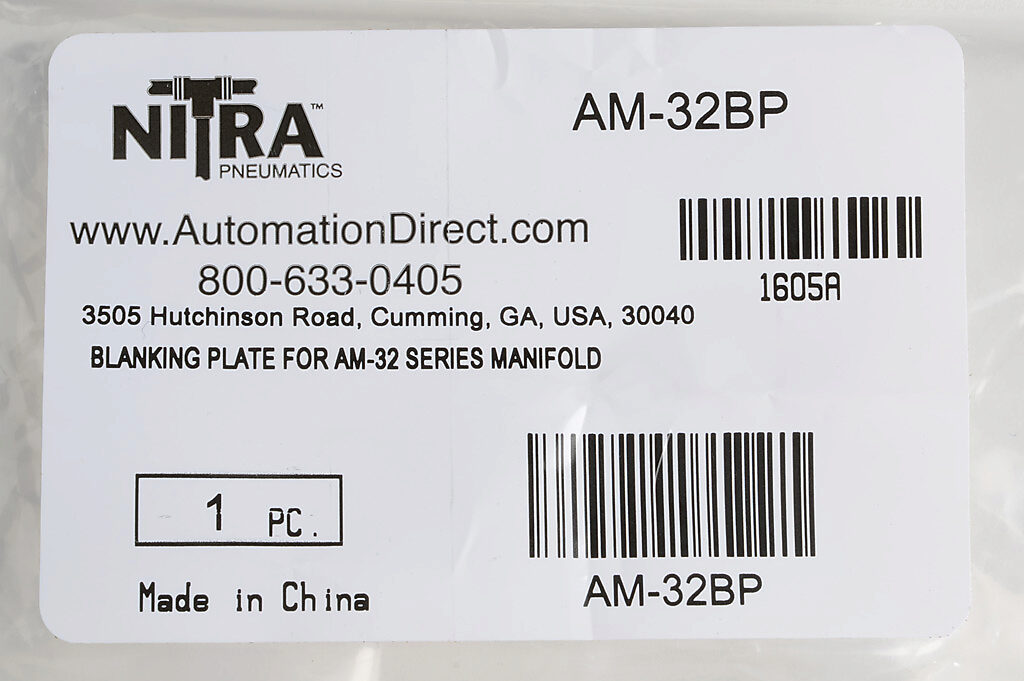 NITRA™
PNEUMATICS
AM-32BP
www.AutomationDirect.com
800-633-0405
1605A
3505 Hutchinson Road, Cumming, GA, USA, 30040
BLANKING PLATE FOR AM-32 SERIES MANIFOLD
1 PC.
AM-32BP
Made in China